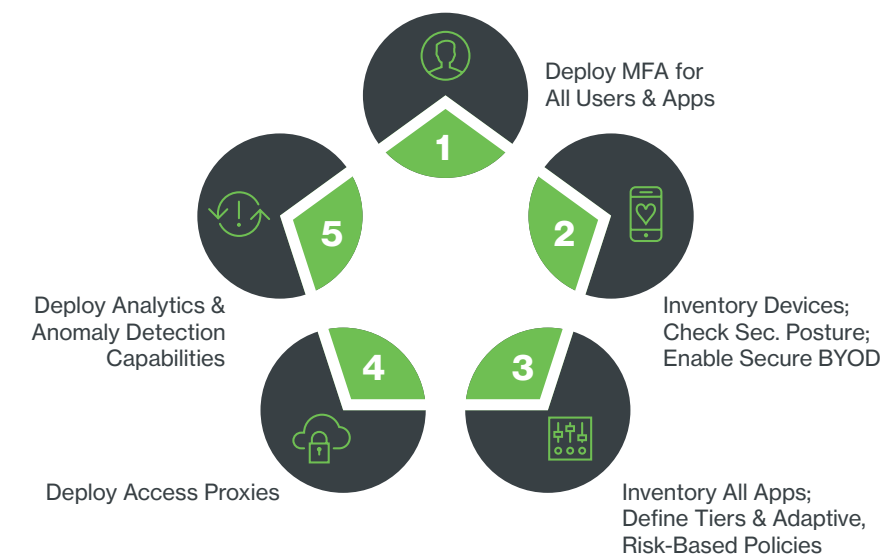 1
Deploy MFA for
All Users & Apps
2
Inventory Devices;
Check Sec. Posture;
Enable Secure BYOD
3
Inventory All Apps;
Define Tiers & Adaptive,
Risk-Based Policies
4
Deploy Access Proxies
5
Deploy Analytics &
Anomaly Detection
Capabilities